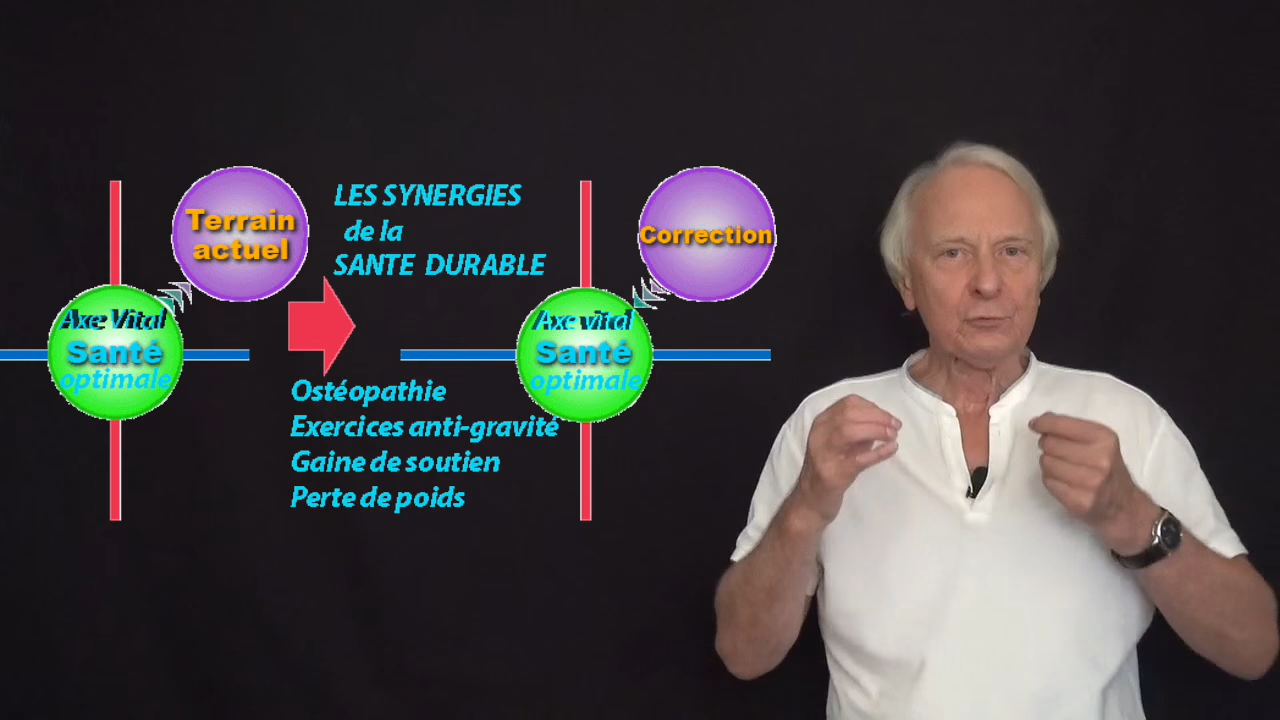 Terrain
actuel
Axe Vital
Santé
optimale
LES SYNERGIES
de la
SANTE DURABLE
Ostéopathie
Exercices anti-gravité
Gaine de soutien
Perte de poids
Correction
Axe vital
Santé
optimale